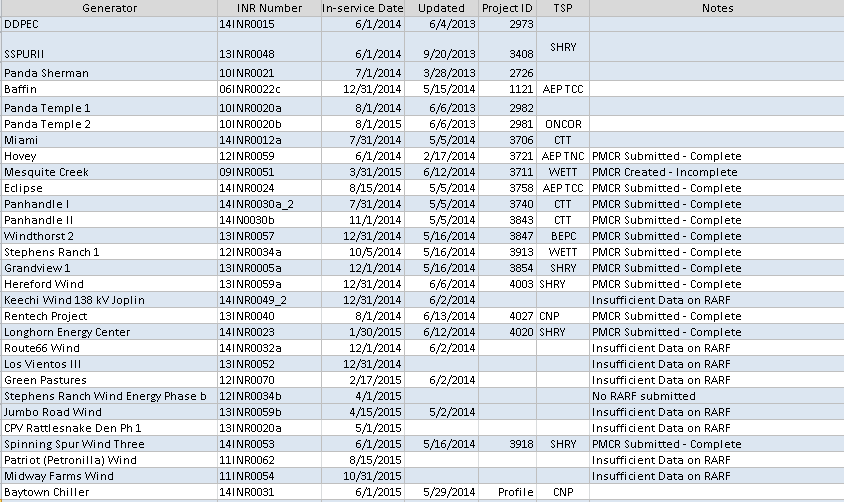 Generator INR Number In-service Date Updated Project ID TSP Notes
DDPEC 14INR0015 6/1/2014 6/4/2013 2973
SSPURII 13INR0048 6/1/2014 9/20/2013 3408 SHRY
Panda Sherman 10INR0021 7/1/2014 3/28/2013 2726
Baffin 06INR0022c 12/31/2014 5/15/2014 1121 AEP TCC
Panda Temple 1 10INR0020a 8/1/2014 6/6/2013 2982
Panda Temple 2 10INR0020b 8/1/2015 6/6/2013 2981 ONCOR
Miami 14INR0012a 7/31/2014 5/5/2014 3706 CTT
Hovey 12INR0059 6/1/2014 2/17/2014 3721 AEP TNC PMCR Submitted - Complete
Mesquite Creek 09INR0051 3/31/2015 6/12/2014 3711 WETT PMCR Created - Incomplete
Eclipse 14INR0024 8/15/2014 5/5/2014 3758 AEP TCC PMCR Submitted - Complete
Panhandle I 14INR0030a_2 7/31/2014 5/5/2014 3740 CTT PMCR Submitted - Complete
Panhandle II 14IN0030b 11/1/2014 5/5/2014 3843 CTT PMCR Submitted - Complete
Windthorst 2 13INR0057 12/31/2014 5/16/2014 3847 BEPC PMCR Submitted - Complete
Stephens Ranch 1 12INR0034a 10/5/2014 5/16/2014 3913 WETT PMCR Submitted - Complete
Grandview 1 13INR0005a 12/1/2014 5/16/2014 3854 SHRY PMCR Submitted - Complete
Hereford Wind 13INR0059a 12/31/2014 6/6/2014 4003 SHRY PMCR Submitted - Complete
Keechi Wind 138 kV Joplin 14INR0049_2 12/31/2014 6/2/2014 Insufficient Data on RARF
Rentech Project 13INR0040 8/1/2014 6/13/2014 4027 CNP PMCR Submitted - Complete
Longhorn Energy Center 14INR0023 1/30/2015 6/12/2014 4020 SHRY PMCR Submitted - Complete
Route66 Wind 14INR0032a 12/1/2014 6/2/2014 Insufficient Data on RARF
Los Vientos III 13INR0052 12/31/2014 Insufficient Data on RARF
Green Pastures 12INR0070 2/17/2015 6/2/2014 Insufficient Data on RARF
Stephens Ranch Wind Energy Phase b 12INR0034b 4/1/2015 No RARF submitted
Jumbo Road Wind 13INR0059b 4/15/2015 5/2/2014 Insufficient Data on RARF
CPV Rattlesnake Den Ph 1 13INR0020a 5/1/2015 Insufficient Data on RARF
Spinning Spur Wind Three 14INR0053 6/1/2015 5/16/2014 3918 SHRY PMCR Submitted - Complete
Patriot (Petronilla) Wind 11INR0062 8/15/2015 Insufficient Data on RARF
Midway Farms Wind 11INR0054 10/31/2015 Insufficient Data on RARF
Baytown Chiller 14INR0031 6/1/2015 5/29/2014 Profile CNP